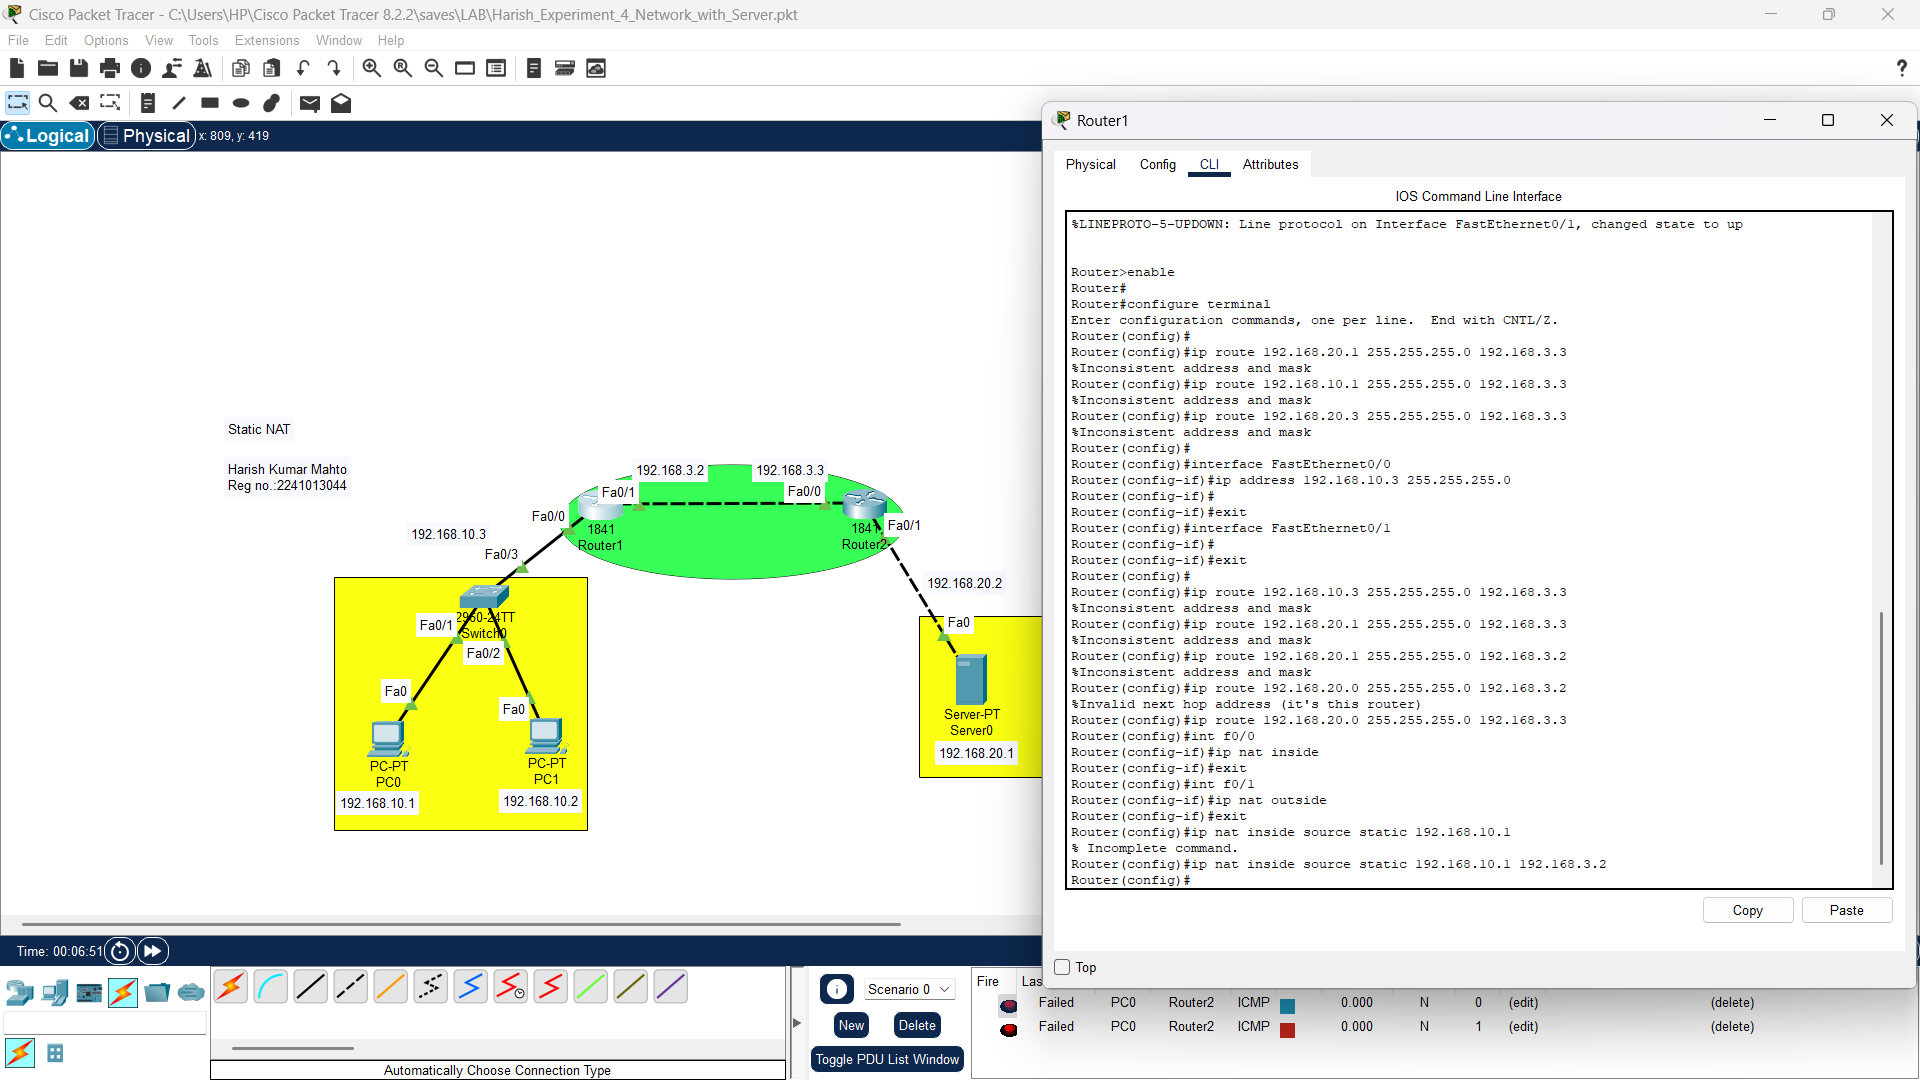 Cisco Packet Tracer - C:\Users\HP\Cisco Packet Tracer 8.2.2\saves\LAB\Harish_Experiment_4_Network_with_Server.pkt
File Edit Options View Tools Extensions Window Help
Logical Physical x: 809, y: 419
Static NAT
Harish Kumar Mahto
Reg no.:2241013044
192.168.3.2 192.168.3.3
Fa0/1 Fa0/0
Fa0/0 1841 1841 Fa0/1
Router1 Router2
192.168.10.3
Fa0/3
192.168.20.2
2960-24TT
Fa0/1 Switch0
Fa0/2
Fa0
Fa0
Fa0
Server-PT
Server0
192.168.20.1
PC-PT
PC0
192.168.10.1
PC-PT
PC1
192.168.10.2
Router1
Physical Config CLI Attributes
IOS Command Line Interface
%LINEPROTO-5-UPDOWN: Line protocol on Interface FastEthernet0/1, changed state to up
Router>enable
Router#
Router#configure terminal
Enter configuration commands, one per line.  End with CNTL/Z.
Router(config)#
Router(config)#ip route 192.168.20.1 255.255.255.0 192.168.3.3
%Inconsistent address and mask
Router(config)#ip route 192.168.10.1 255.255.255.0 192.168.3.3
%Inconsistent address and mask
Router(config)#ip route 192.168.20.3 255.255.255.0 192.168.3.3
%Inconsistent address and mask
Router(config)#
Router(config)#interface FastEthernet0/0
Router(config-if)#ip address 192.168.10.3 255.255.255.0
Router(config-if)#
Router(config-if)#exit
Router(config)#interface FastEthernet0/1
Router(config-if)#
Router(config-if)#exit
Router(config)#
Router(config)#ip route 192.168.10.3 255.255.255.0 192.168.3.3
%Inconsistent address and mask
Router(config)#ip route 192.168.20.1 255.255.255.0 192.168.3.3
%Inconsistent address and mask
Router(config)#ip route 192.168.20.1 255.255.255.0 192.168.3.2
%Inconsistent address and mask
Router(config)#ip route 192.168.20.0 255.255.255.0 192.168.3.2
%Invalid next hop address (it's this router)
Router(config)#ip route 192.168.20.0 255.255.255.0 192.168.3.3
Router(config)#int f0/0
Router(config-if)#ip nat inside
Router(config-if)#exit
Router(config)#int f0/1
Router(config-if)#ip nat outside
Router(config-if)#exit
Router(config)#ip nat inside source static 192.168.10.1
% Incomplete command.
Router(config)#ip nat inside source static 192.168.10.1 192.168.3.2
Router(config)#
Copy Paste
Top
Time: 00:06:51
Automatically Choose Connection Type
Scenario 0
New Delete
Toggle PDU List Window
Fire Las
Failed PC0 Router2 ICMP 0.000 N 0 (edit) (delete)
Failed PC0 Router2 ICMP 0.000 N 1 (edit) (delete)